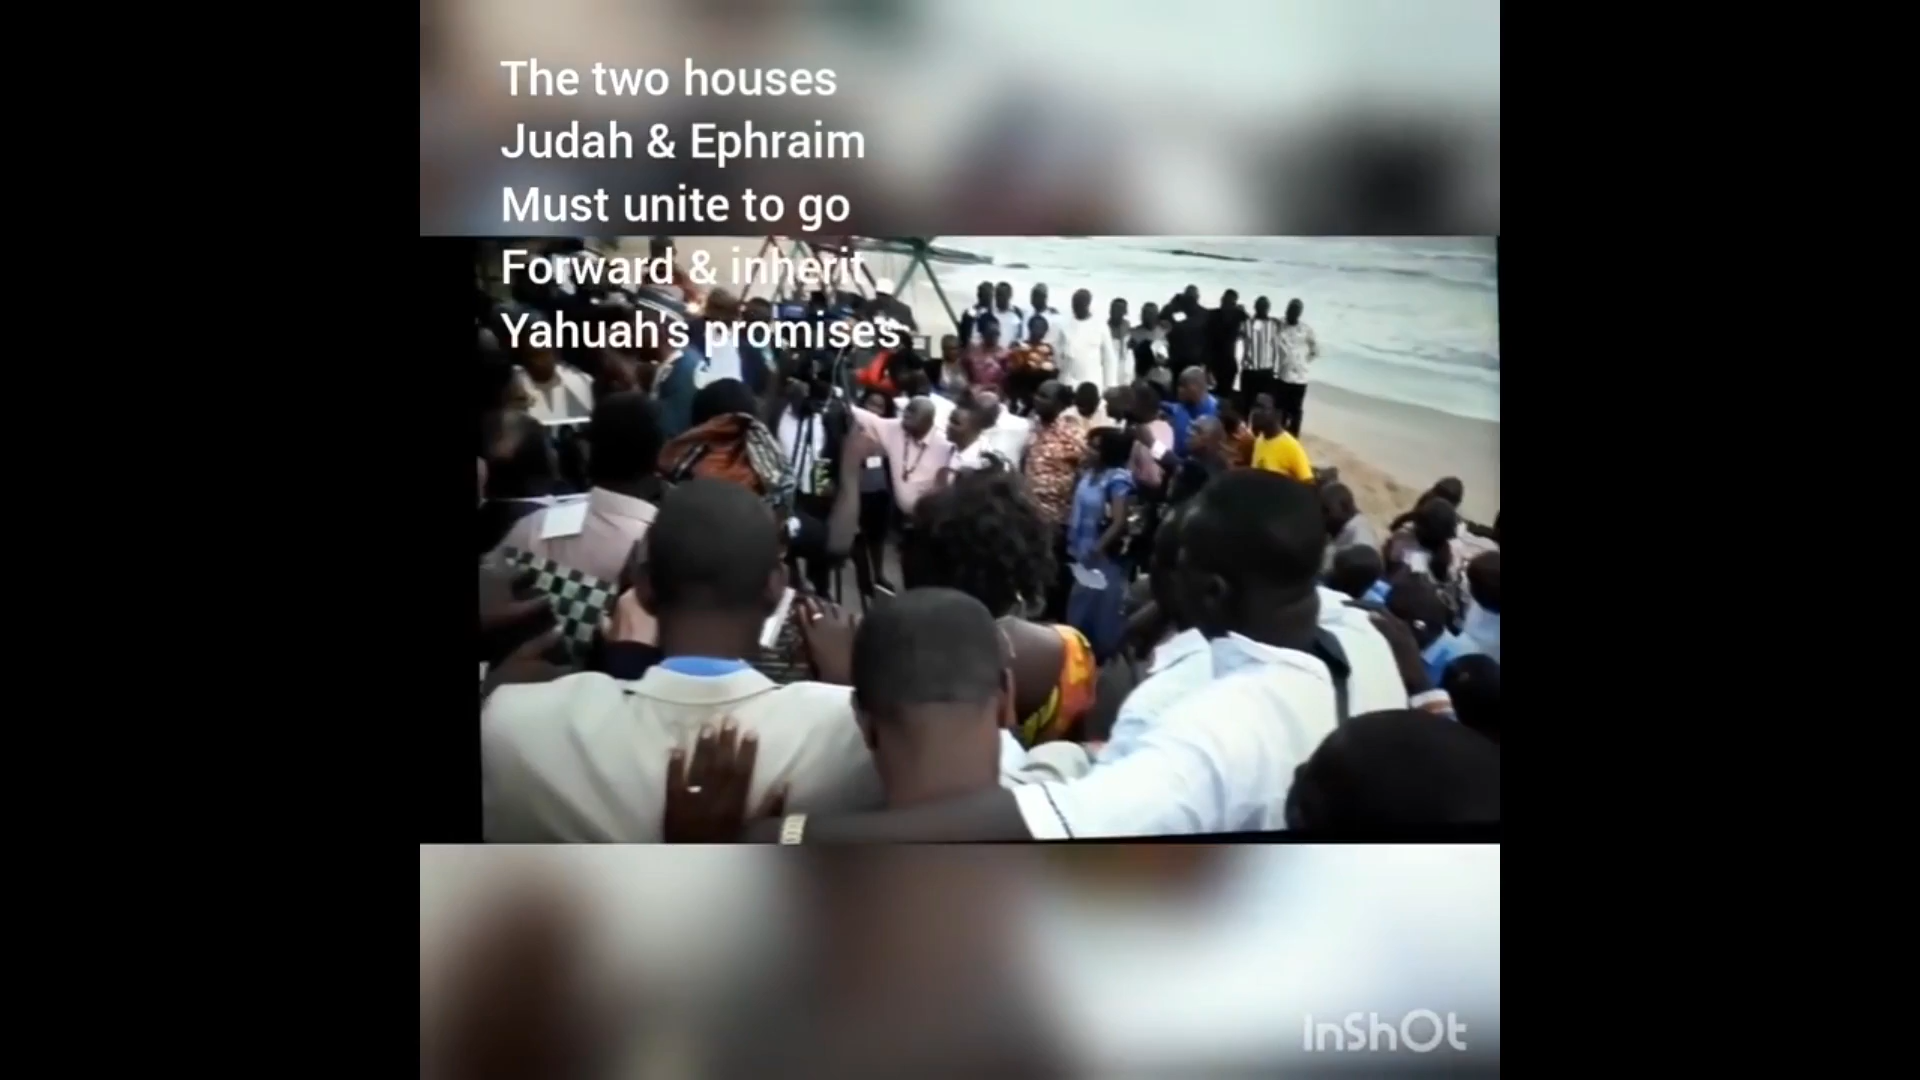 The two houses
Judah & Ephraim
Must unite to go
Forward & inherit
Yahuah's promises
InShOt